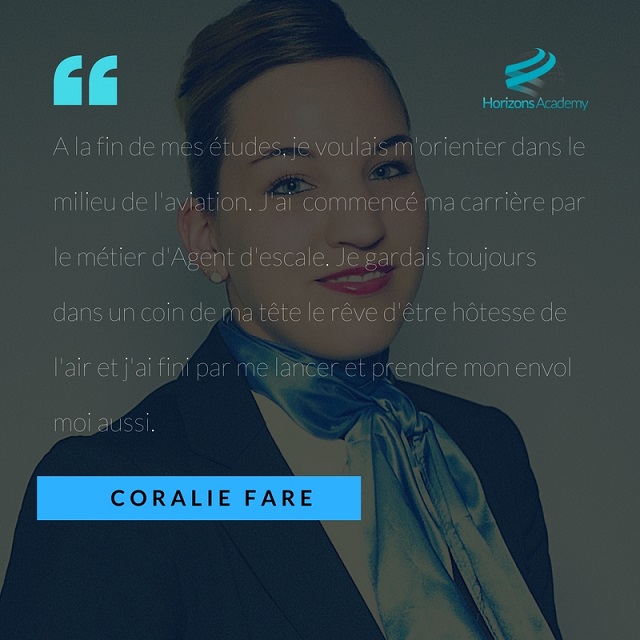 Horizons Academy
A la fin de mes études, je voulais m'orienter dans le
milieu de l'aviation. J'ai commencé ma carrière par
le métier d'Agent d'escale. Je gardais toujours
dans un coin de ma tête le rêve d'être hôtesse de
l'air et j'ai fini par me lancer et prendre mon envol
moi aussi.
CORALIE FARE